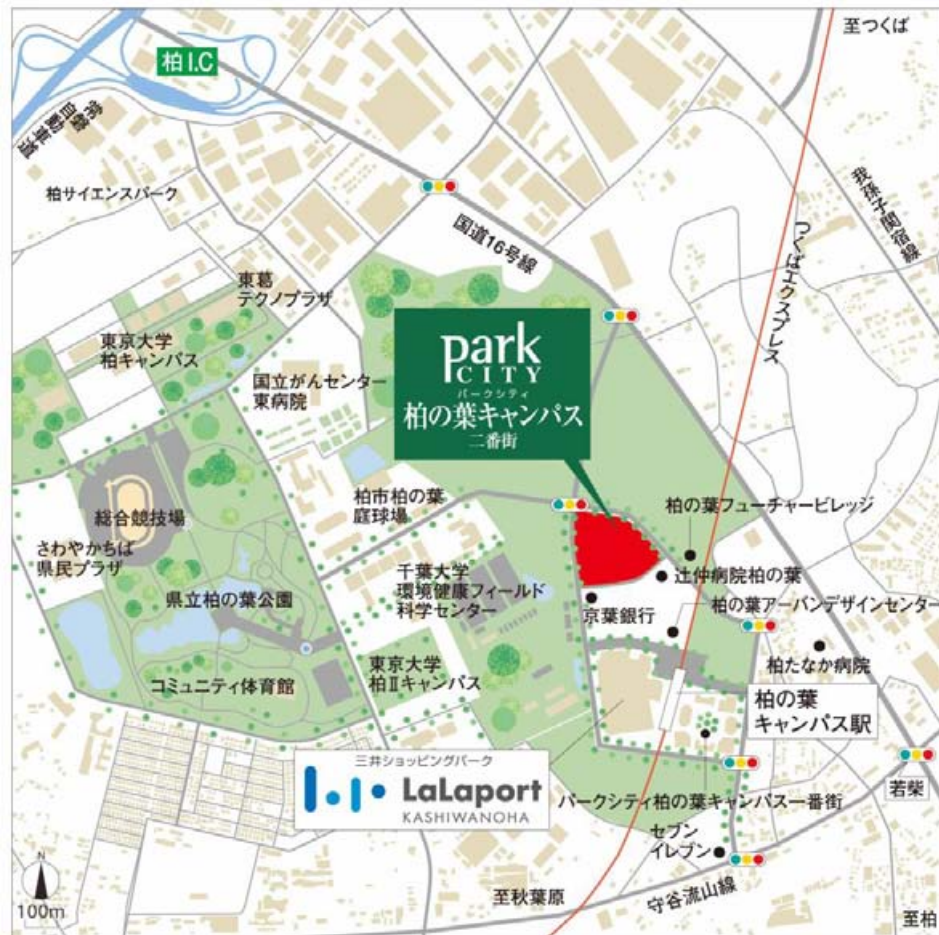 至つくば
柏I.C
常磐
自動車道
柏サイエンスパーク
国道16号線
我孫子関宿線
つくばエクスプレス
東葛
テクノプラザ
東京大学
柏キャンパス
国立がんセンター
東病院
park
CITY
パークシティ
柏の葉キャンパス
二番街
総合競技場
柏市柏の葉
庭球場
柏の葉フューチャービレッジ
さわやかちば
県民プラザ
千葉大学
環境健康フィールド
科学センター
辻仲病院柏の葉
京葉銀行
柏の葉アーバンデザインセンター
県立柏の葉公園
柏たなか病院
コミュニティ体育館
東京大学
柏Ⅱキャンパス
柏の葉
キャンパス駅
三井ショッピングパーク
LaLaport
KASHIWANOHA
パークシティ柏の葉キャンパス一番街
若柴
セブン
イレブン
N
100m
至秋葉原
守谷流山線
至柏